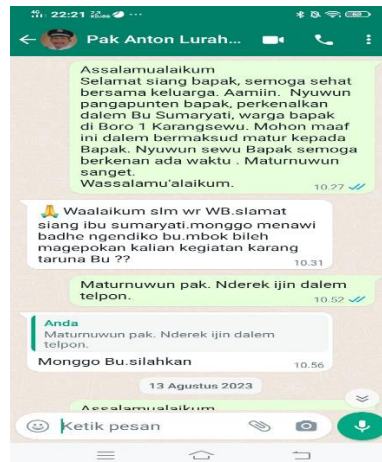 22:21
Pak Anton Lurah...
Assalamualaikum
Selamat siang bapak, semoga sehat
bersama keluarga. Aamiin. Nyuwun
pangapunten bapak, perkenalkan
dalem Bu Sumaryati, warga bapak
di Boro 1 Karangsewu. Mohon maaf
ini dalem bermaksud matur kepada
Bapak. Nyuwun sewu Bapak semoga
berkenan ada waktu . Maturnuwun
sanget.
Wassalamu'alaikum.
10.27
🙏 Waalaikum slm wr WB.slamat
siang ibu sumaryati.monggo menawi
badhe ngendiko bu.mbok bileh
magepokan kalian kegiatan karang
taruna Bu ??
10.31
Maturnuwun pak. Nderek ijin dalem
telpon.
10.52
Anda
Maturnuwun pak. Nderek ijin dalem
telpon.
Monggo Bu.silahkan
10.56
13 Agustus 2023
Assalamualaikum
Ketik pesan